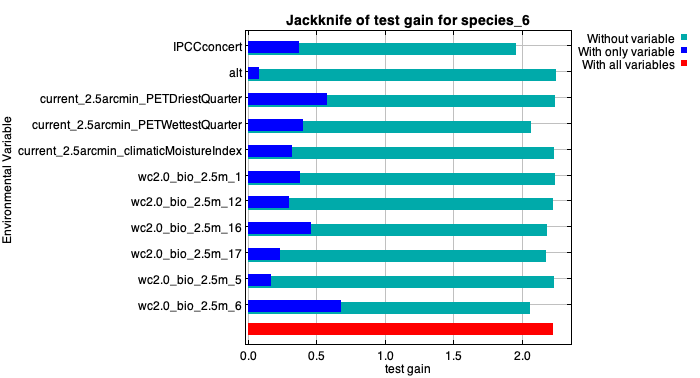 Jackknife of test gain for species_6
Without variable
With only variable
With all variables
Environmental Variable
IPCCconcert
alt
current_2.5arcmin_PETDriestQuarter
current_2.5arcmin_PETWettestQuarter
current_2.5arcmin_climaticMoistureIndex
wc2.0_bio_2.5m_1
wc2.0_bio_2.5m_12
wc2.0_bio_2.5m_16
wc2.0_bio_2.5m_17
wc2.0_bio_2.5m_5
wc2.0_bio_2.5m_6
0.0 0.5 1.0 1.5 2.0
test gain